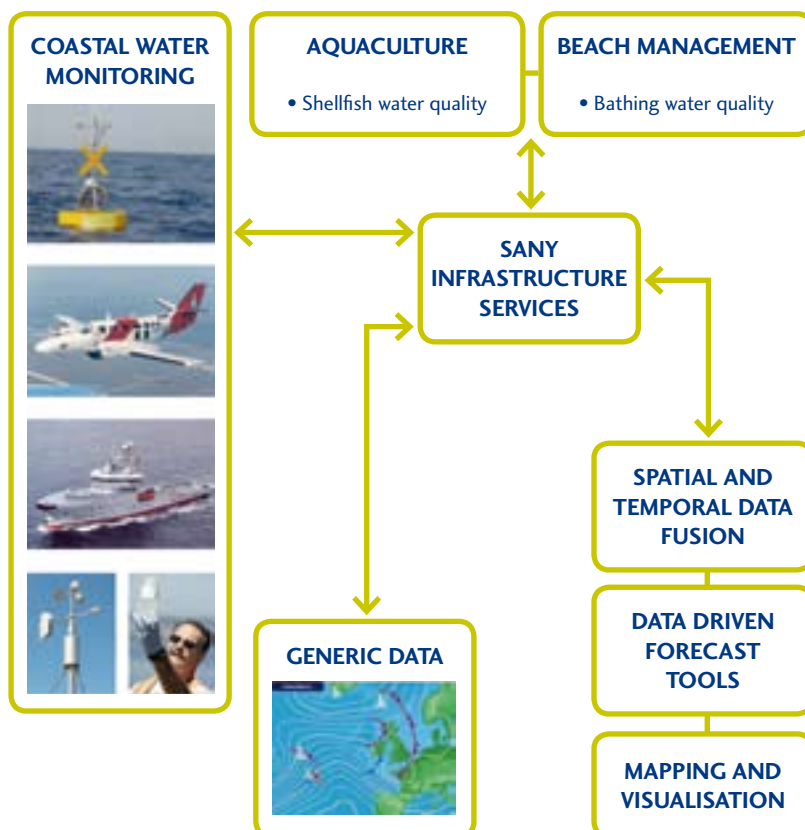 COASTAL WATER
MONITORING
AQUACULTURE
• Shellfish water quality
BEACH MANAGEMENT
• Bathing water quality
SANY
INFRASTRUCTURE
SERVICES
SPATIAL AND
TEMPORAL DATA
FUSION
DATA DRIVEN
FORECAST
TOOLS
MAPPING AND
VISUALISATION
GENERIC DATA